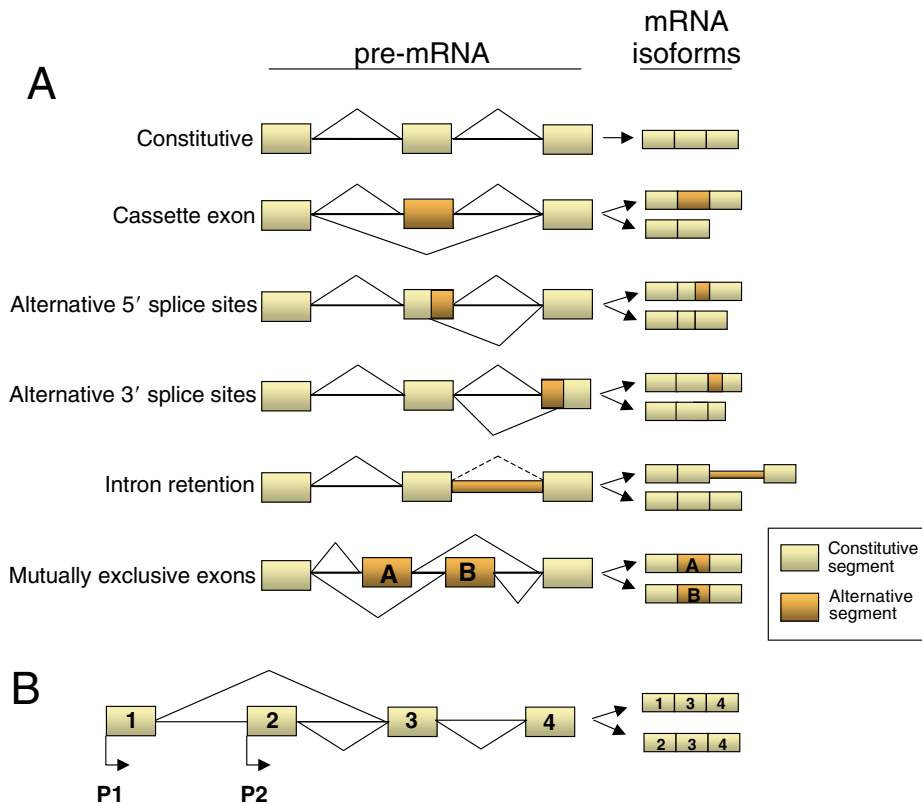 pre-mRNA
mRNA
isoforms
A
Constitutive
Cassette exon
Alternative 5′ splice sites
Alternative 3′ splice sites
Intron retention
Mutually exclusive exons
A
B
A
B
Constitutive
segment
Alternative
segment
B
1
2
3
4
1 3 4
2 3 4
P1
P2